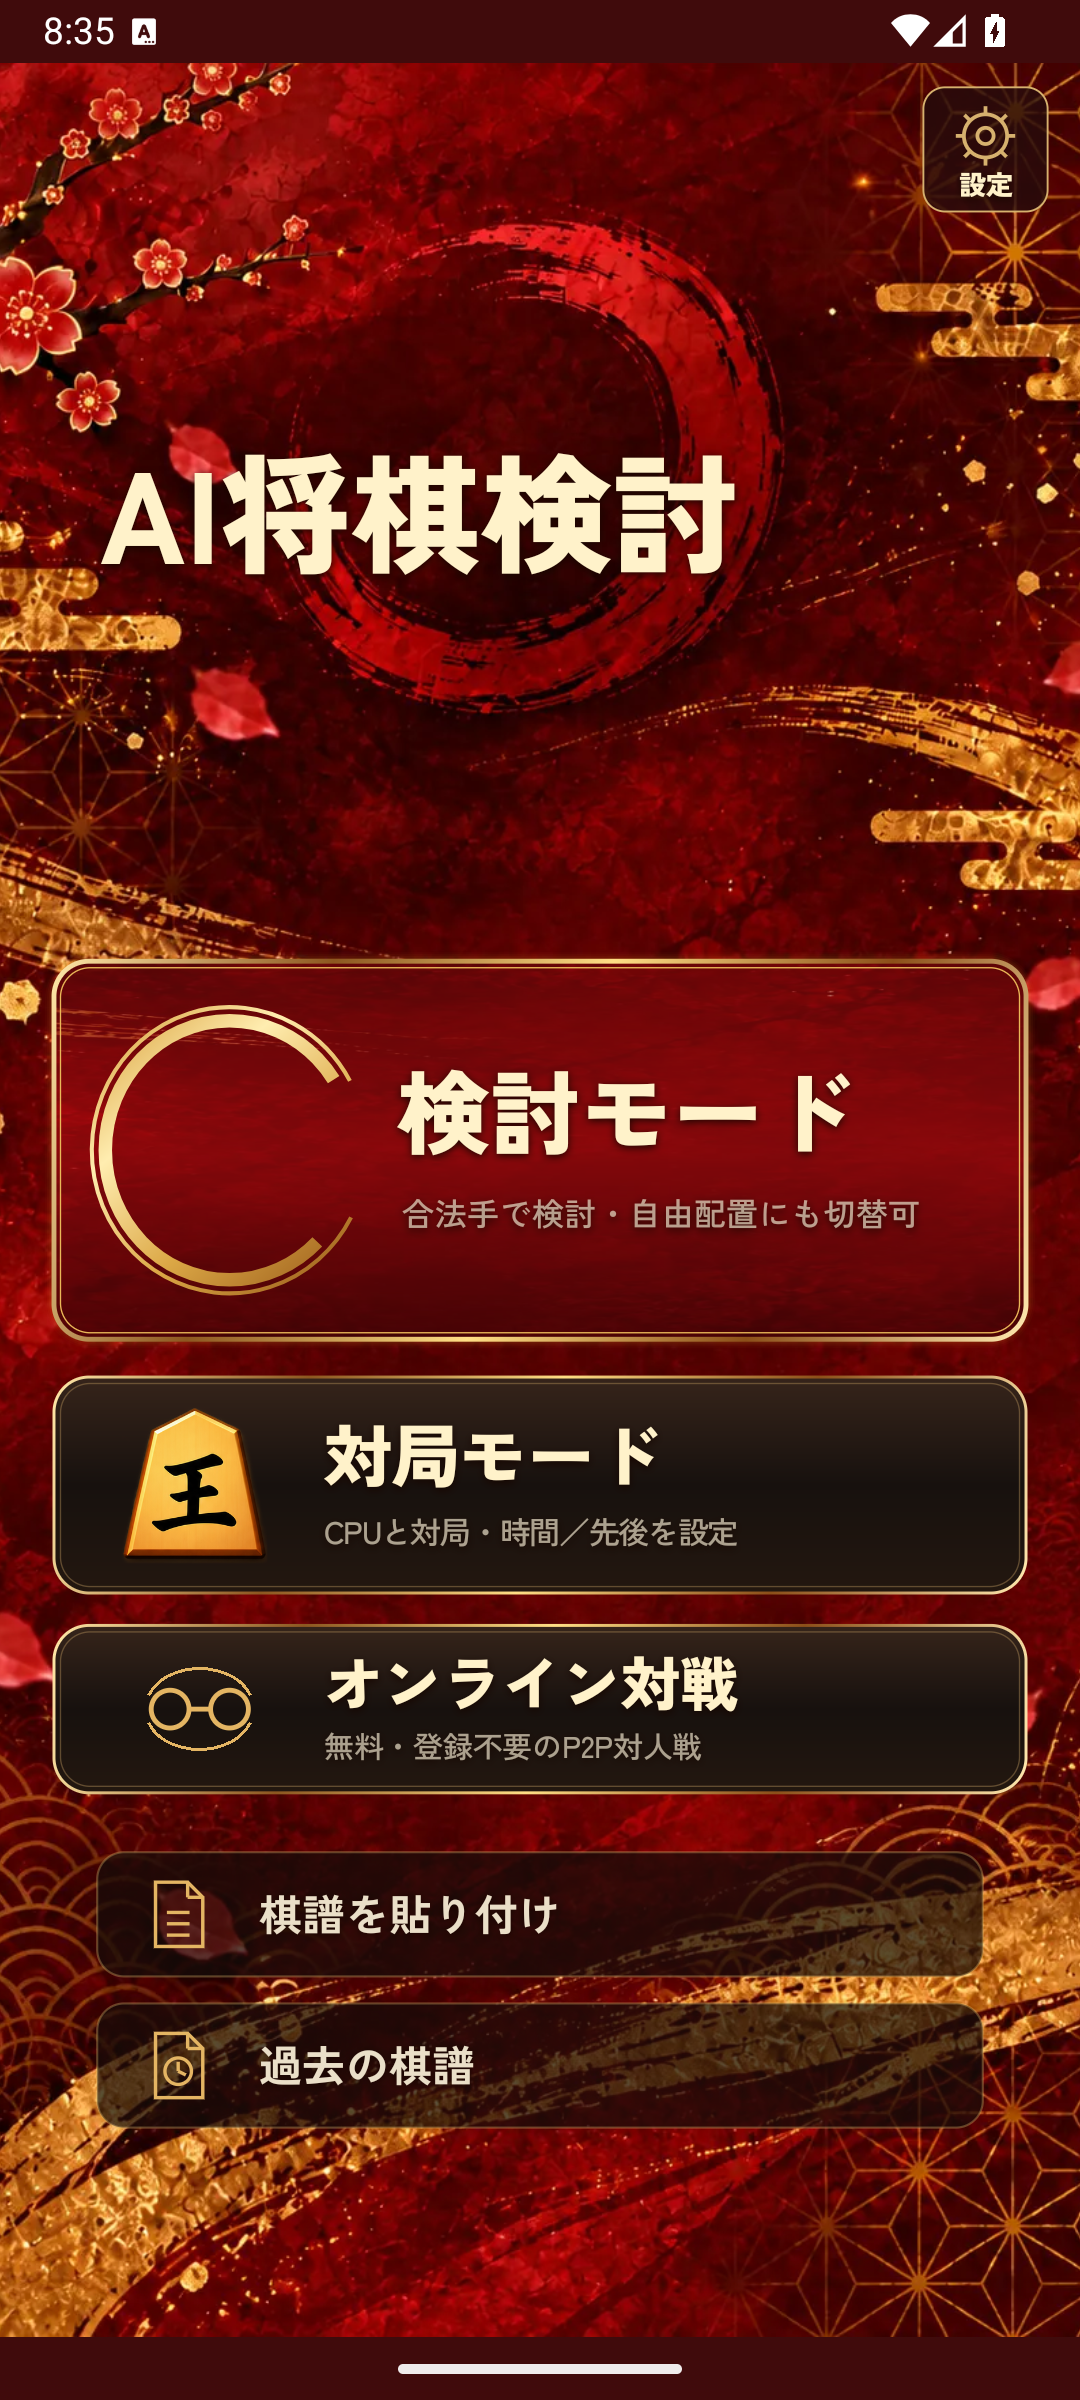 8:35
設定
AI将棋検討
検討モード
合法手で検討・自由配置にも切替可
王
対局モード
CPUと対局・時間／先後を設定
オンライン対戦
無料・登録不要のP2P対人戦
棋譜を貼り付け
過去の棋譜